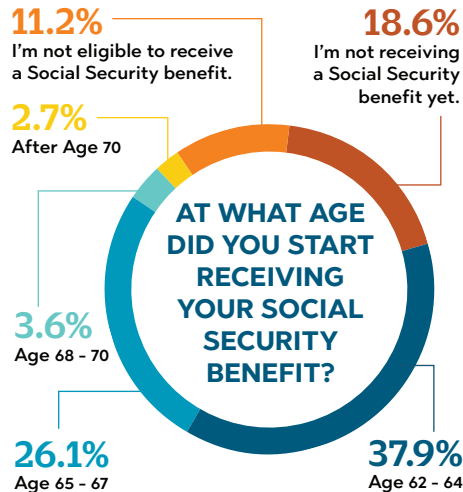 11.2%
I'm not eligible to receive
a Social Security benefit.
18.6%
I'm not receiving
a Social Security
benefit yet.
2.7%
After Age 70
AT WHAT AGE
DID YOU START
RECEIVING
YOUR SOCIAL
SECURITY
BENEFIT?
3.6%
Age 68 - 70
26.1%
Age 65 - 67
37.9%
Age 62 - 64